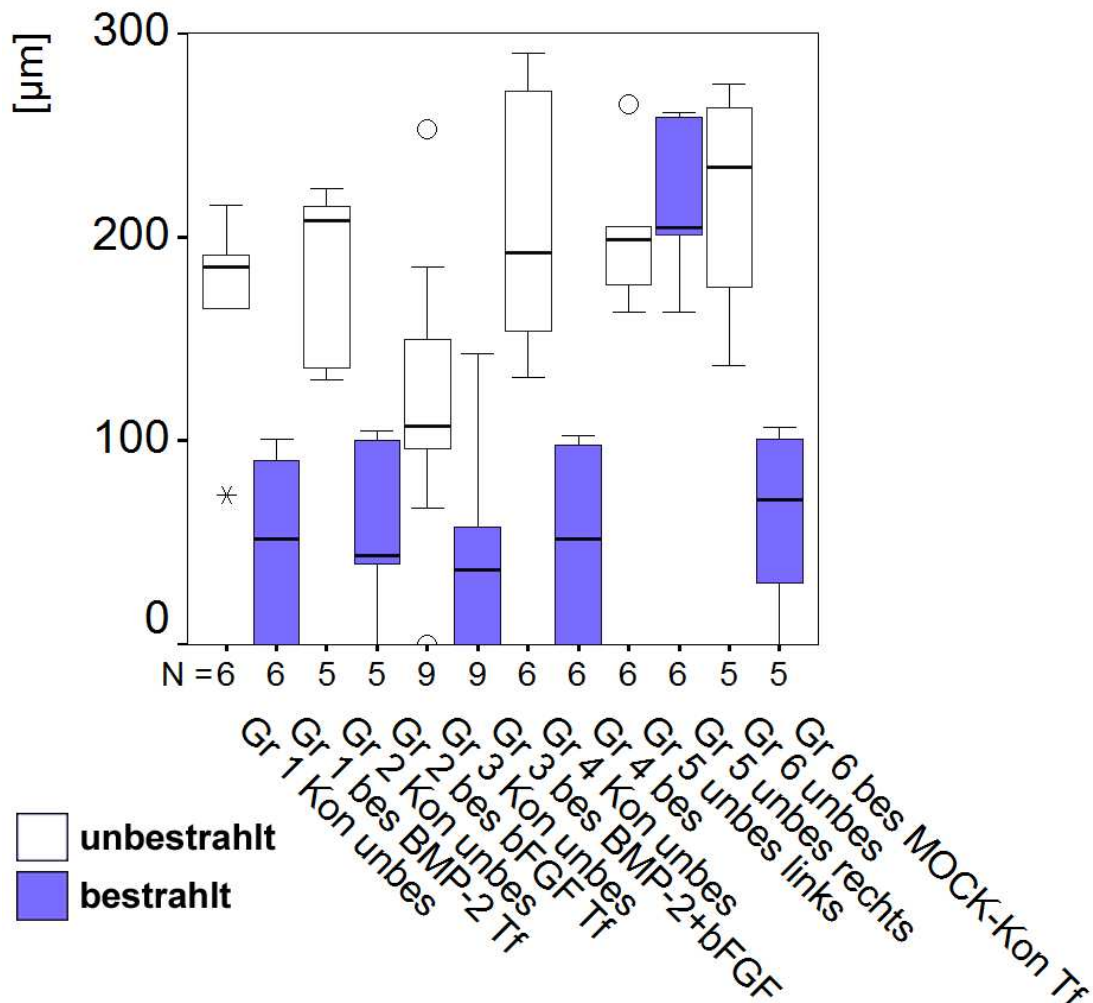 [µm]
300
200
100
0
N = 6 6 5 5 9 9 6 6 6 6 5 5
Gr 1 Kon unbes
Gr 1 bes BMP-2 Tf
Gr 2 Kon unbes
Gr 2 bes bFGF Tf
Gr 3 Kon unbes
Gr 3 bes BMP-2+bFGF
Gr 4 Kon unbes
Gr 4 bes
Gr 5 unbes links
Gr 5 unbes rechts
Gr 6 unbes
Gr 6 bes MOCK-Kon Tf
unbestrahlt
bestrahlt